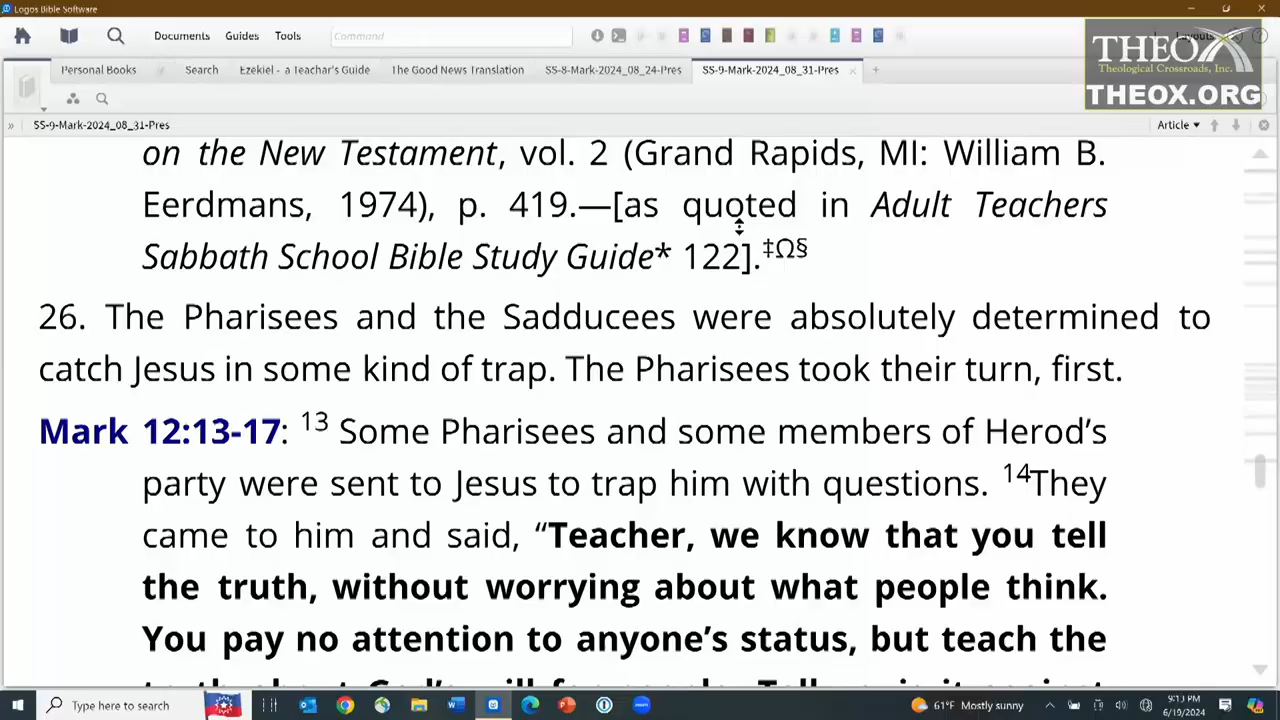 Logos Bible Software
Documents Guides Tools Command
THEOX
Theological Crossroads, Inc.
THEOX.ORG
Personal Books Search Ezekiel - a Teacher's Guide SS-8-Mark-2024_08_24-Pres SS-9-Mark-2024_08_31-Pres
SS-9-Mark-2024_08_31-Pres Article
on the New Testament, vol. 2 (Grand Rapids, MI: William B.
Eerdmans, 1974), p. 419.—[as quoted in Adult Teachers
Sabbath School Bible Study Guide* 122].‡Ω§
26. The Pharisees and the Sadducees were absolutely determined to
catch Jesus in some kind of trap. The Pharisees took their turn, first.
Mark 12:13-17: 13 Some Pharisees and some members of Herod's
party were sent to Jesus to trap him with questions. 14They
came to him and said, “Teacher, we know that you tell
the truth, without worrying about what people think.
You pay no attention to anyone's status, but teach the
Type here to search
61°F Mostly sunny
9:13 PM
6/19/2024